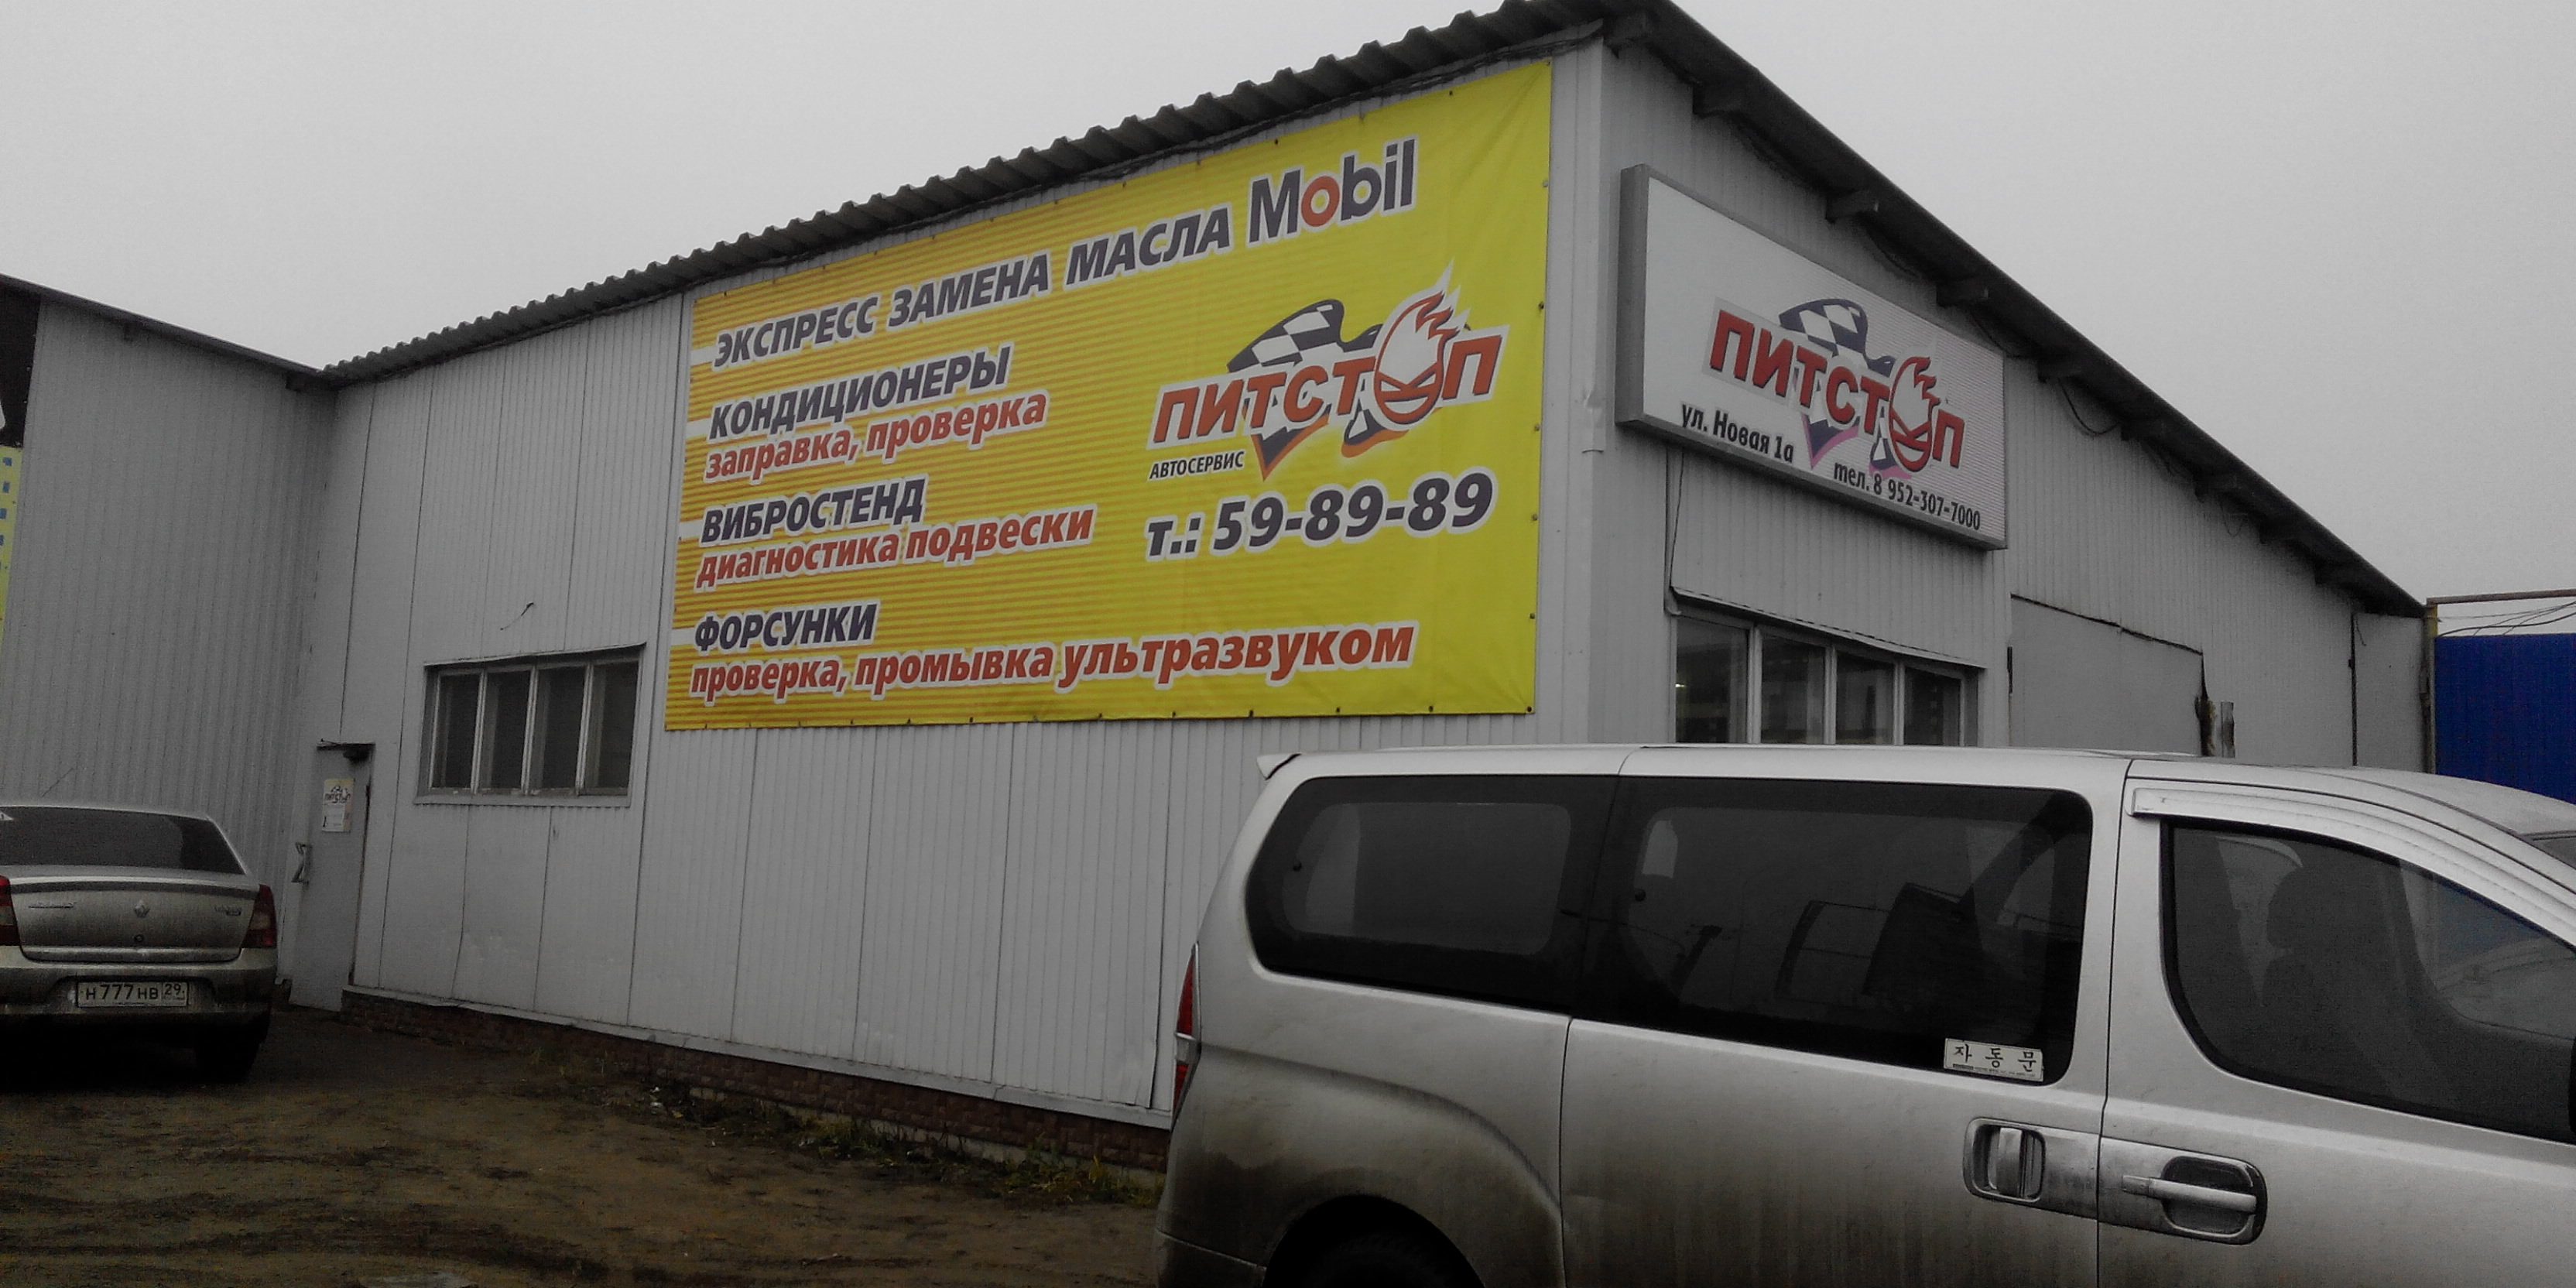 ЭКСПРЕСС ЗАМЕНА МАСЛА Mobil
КОНДИЦИОНЕРЫ
заправка, проверка
ВИБРОСТЕНД
диагностика подвески
ФОРСУНКИ
проверка, промывка ультразвуком
ПИТСТОП
АВТОСЕРВИС
т.: 59-89-89
ПИТСТОП
ул. Новая 1а
тел. 8 952-307-7000
ПИТСТОП
Н777НВ 29
자동문